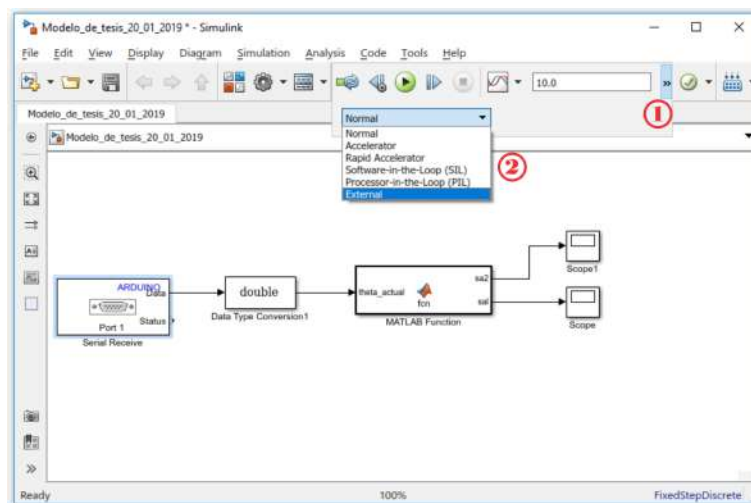 Modelo_de_tesis_20_01_2019 * - Simulink
File Edit View Display Diagram Simulation Analysis Code Tools Help
10.0
»
1
Modelo_de_tesis_20_01_2019
Normal
Modelo_de_tesis_20_01_2019
Normal
Accelerator
Rapid Accelerator
Software-in-the-Loop (SIL)
Processor-in-the-Loop (PIL)
External
2
ARDUINO
Data
Port 1
Status
Serial Receive
double
Data Type Conversion1
theta_actual
fcn
sa2
sal
MATLAB Function
Scope1
Scope
»
Ready 100% FixedStepDiscrete